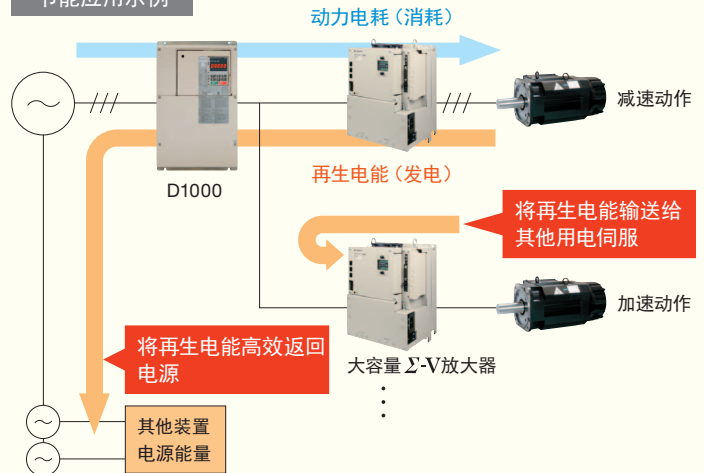 节能应用示例
动力电耗（消耗）
减速动作
D1000
再生电能（发电）
将再生电能输送给
其他用电伺服
加速动作
将再生电能高效返回
电源
大容量Σ-V放大器
其他装置
电源能量